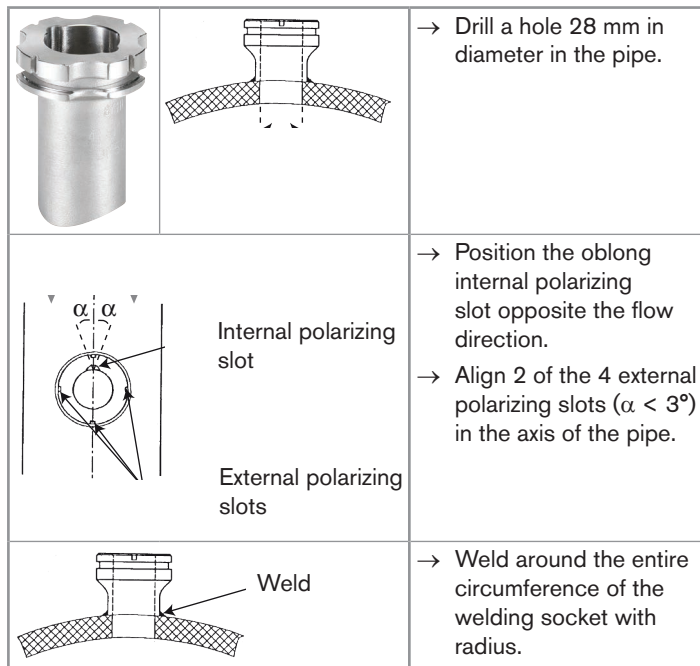 → Drill a hole 28 mm in
diameter in the pipe.
α α
Internal polarizing
slot
External polarizing
slots
→ Position the oblong
internal polarizing
slot opposite the flow
direction.
→ Align 2 of the 4 external
polarizing slots (α < 3°)
in the axis of the pipe.
Weld
→ Weld around the entire
circumference of the
welding socket with
radius.